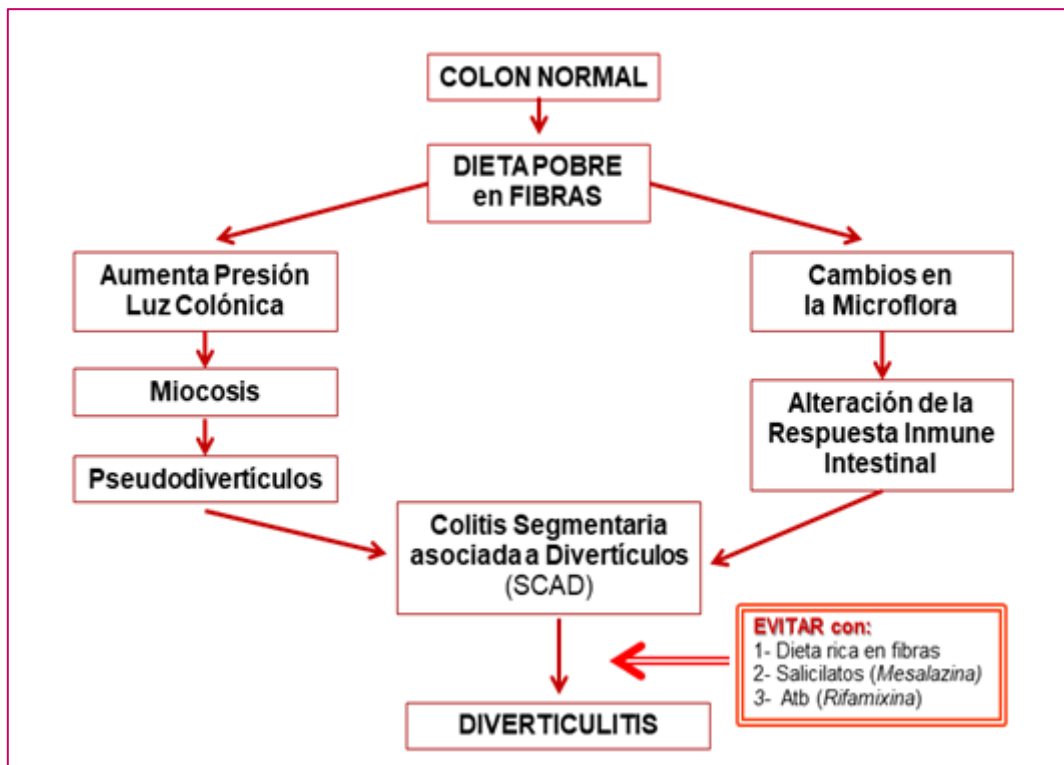 COLON NORMAL
DIETA POBRE
en FIBRAS
Aumenta Presión
Luz Colónica
Miocosis
Pseudodivertículos
Cambios en
la Microflora
Alteración de la
Respuesta Inmune
Intestinal
Colitis Segmentaria
asociada a Divertículos
(SCAD)
EVITAR con:
1- Dieta rica en fibras
2- Salicilatos (Mesalazina)
3- Atb (Rifamixina)
DIVERTICULITIS